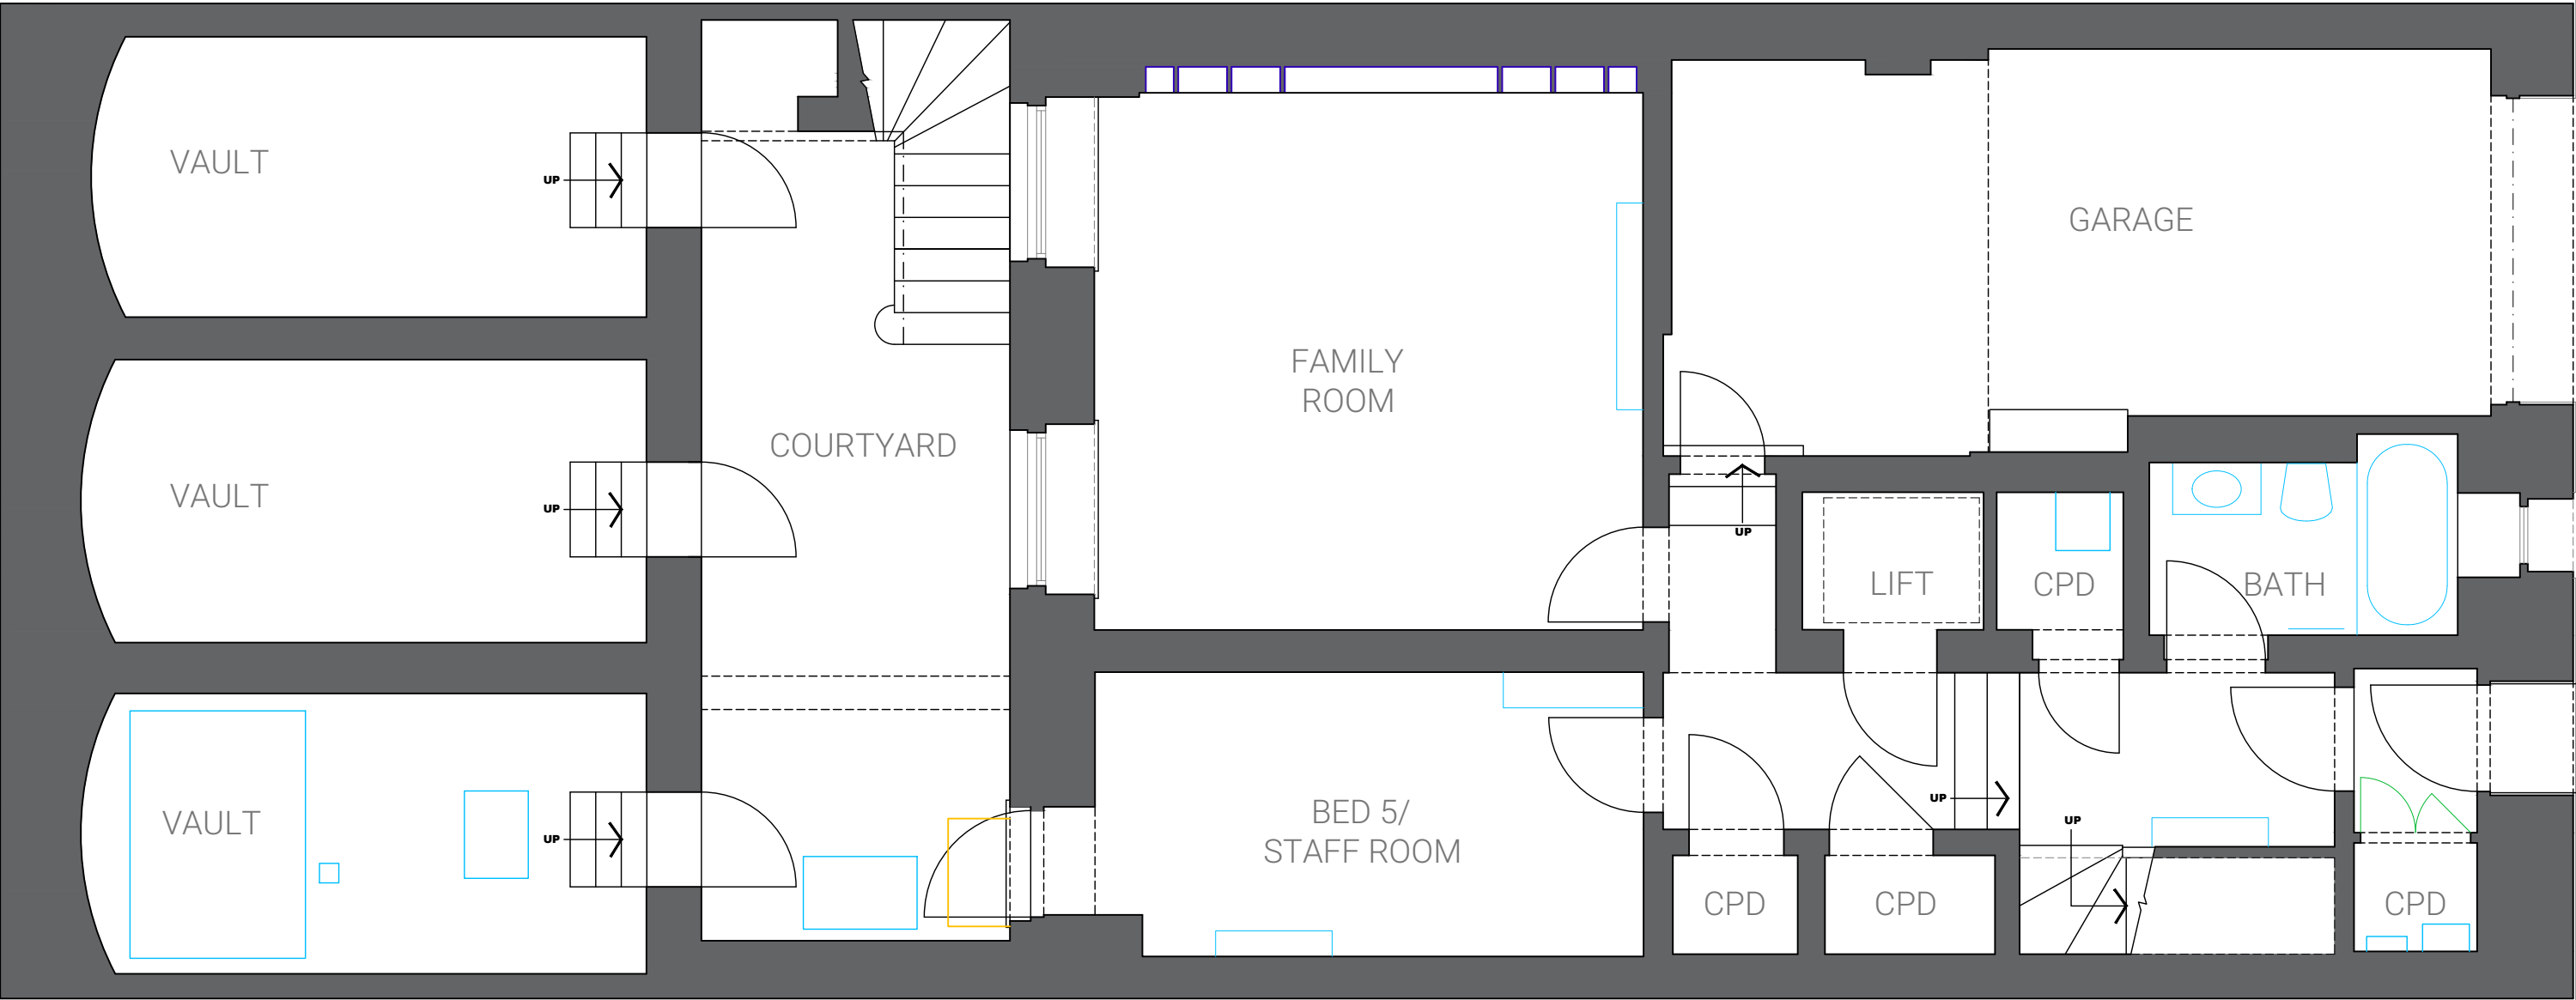 VAULT
UP
GARAGE
FAMILY
ROOM
COURTYARD
VAULT
UP
UP
LIFT
CPD
BATH
VAULT
UP
BED 5/
STAFF ROOM
UP
UP
CPD
CPD
CPD